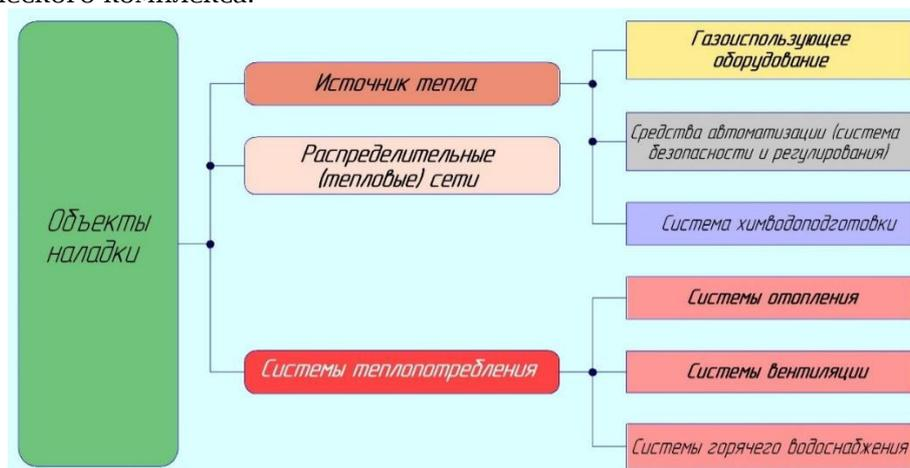 комплекса.
Объекты
наладки
Источник тепла
Распределительные
(тепловые) сети
Системы теплопотребления
Газоиспользующее
оборудование
Средства автоматизации (система
безопасности и регулирования)
Система химводоподготовки
Системы отопления
Системы вентиляции
Системы горячего водоснабжения